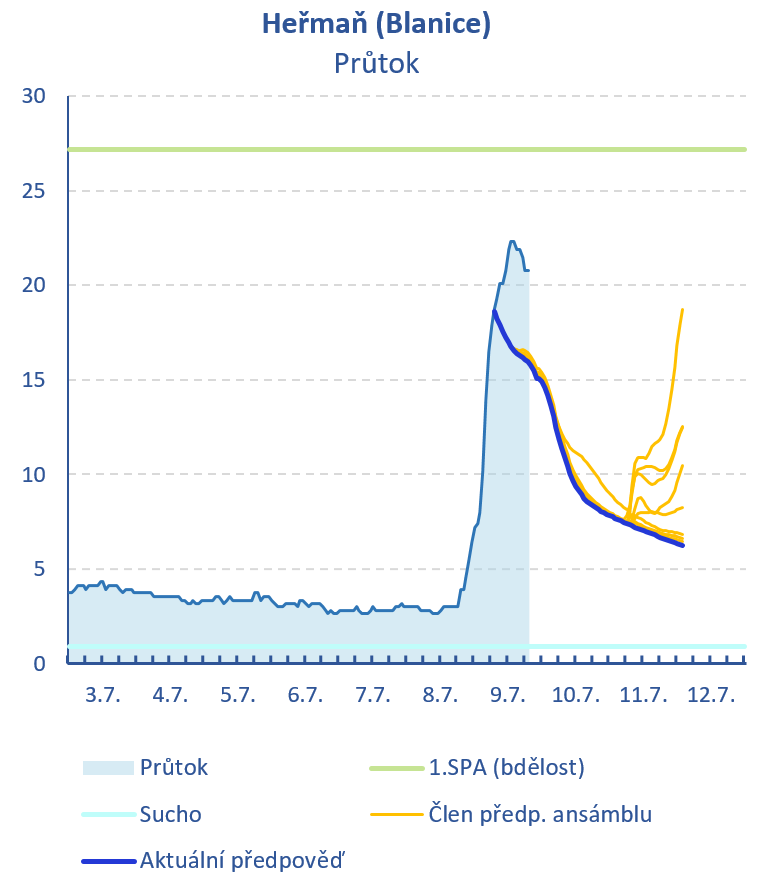 Heřmaň (Blanice)
Průtok
30
25
20
15
10
5
0
3.7. 4.7. 5.7. 6.7. 7.7. 8.7. 9.7. 10.7. 11.7. 12.7.
Průtok 1.SPA (bdělost)
Sucho Člen předp. ansámblu
Aktuální předpověď